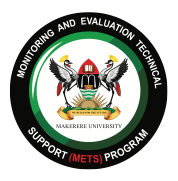 MONITORING AND EVALUATION TECHNICAL
MAKERERE UNIVERSITY
SUPPORT (METS) PROGRAM